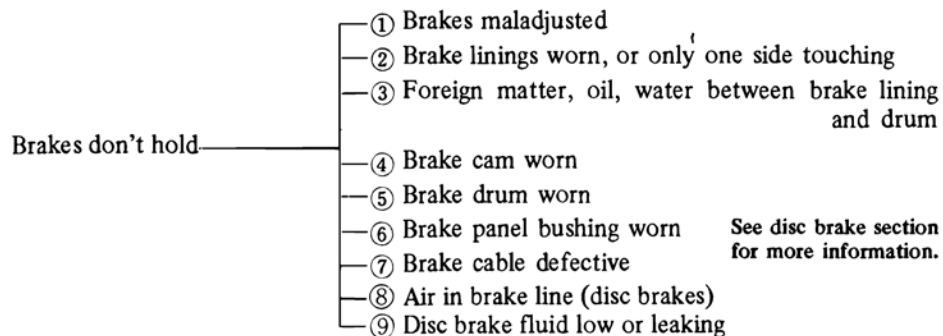 ① Brakes maladjusted
② Brake linings worn, or only one side touching
③ Foreign matter, oil, water between brake lining
and drum
Brakes don't hold
④ Brake cam worn
⑤ Brake drum worn
⑥ Brake panel bushing worn
See disc brake section
for more information.
⑦ Brake cable defective
⑧ Air in brake line (disc brakes)
⑨ Disc brake fluid low or leaking